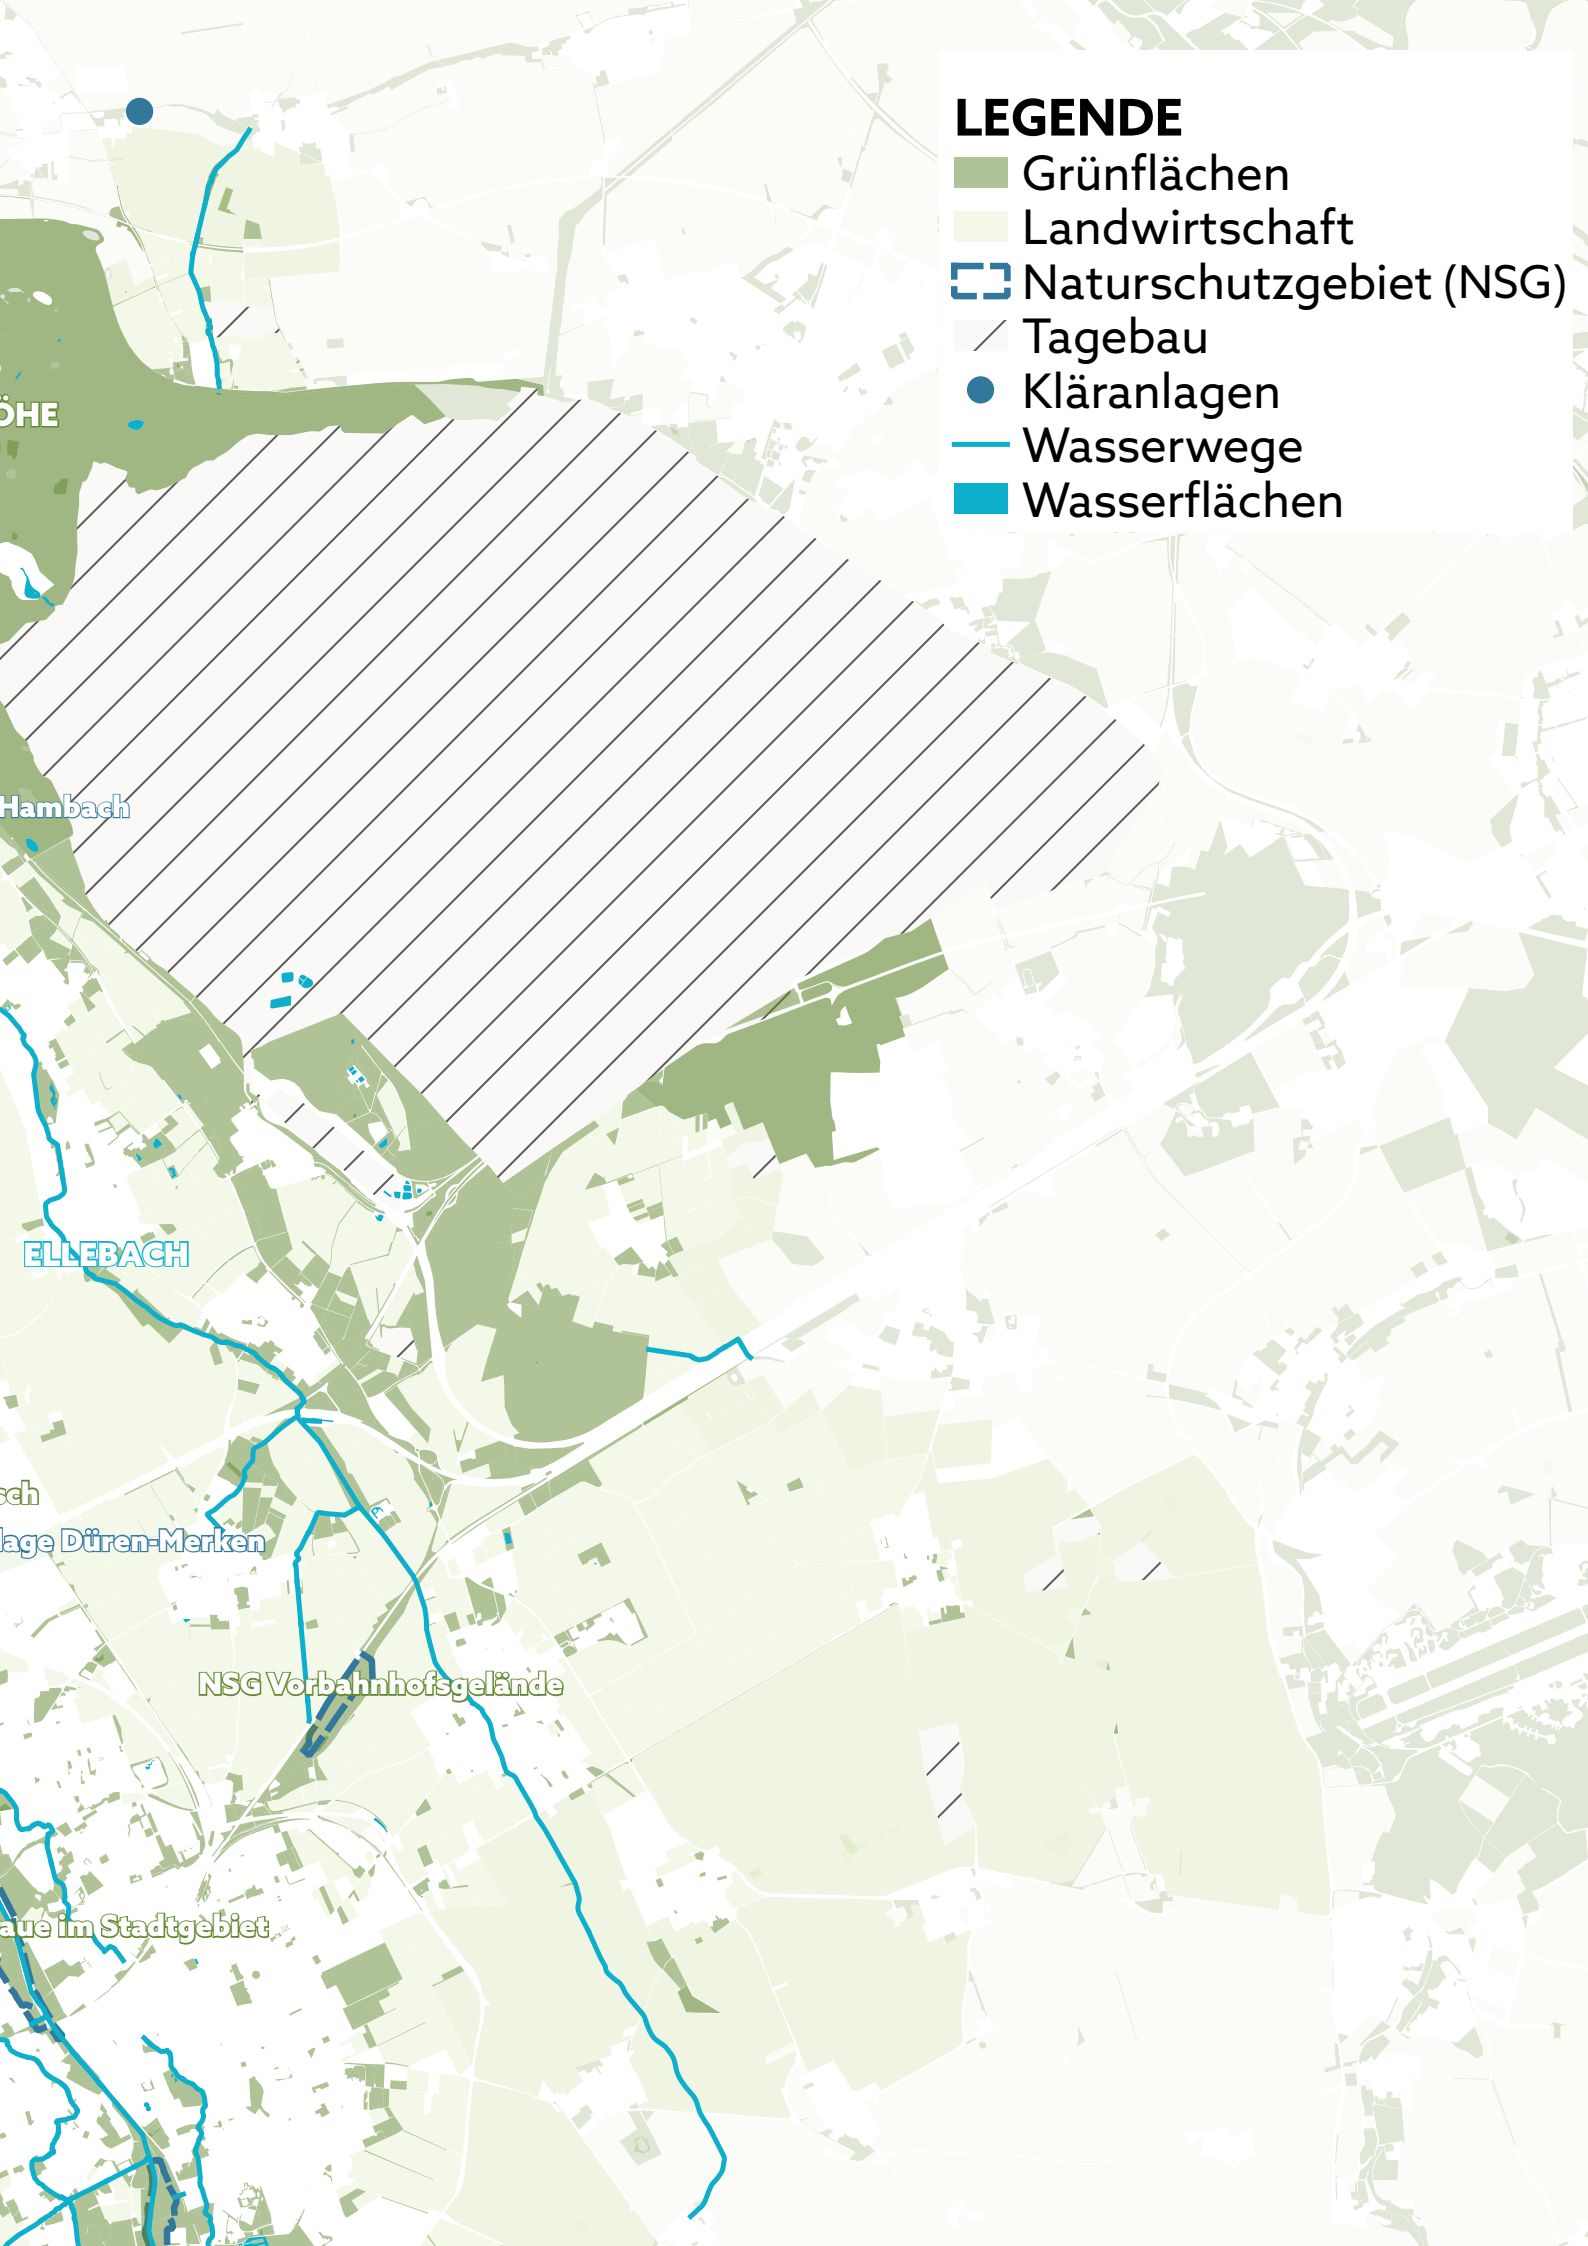 LEGENDE
Grünflächen
Landwirtschaft
Naturschutzgebiet (NSG)
Tagebau
Kläranlagen
Wasserwege
Wasserflächen
ÖHE
Hambach
ELLEBACH
sch
lage Düren-Merken
NSG Vorbahnhofsgelände
aue im Stadtgebiet